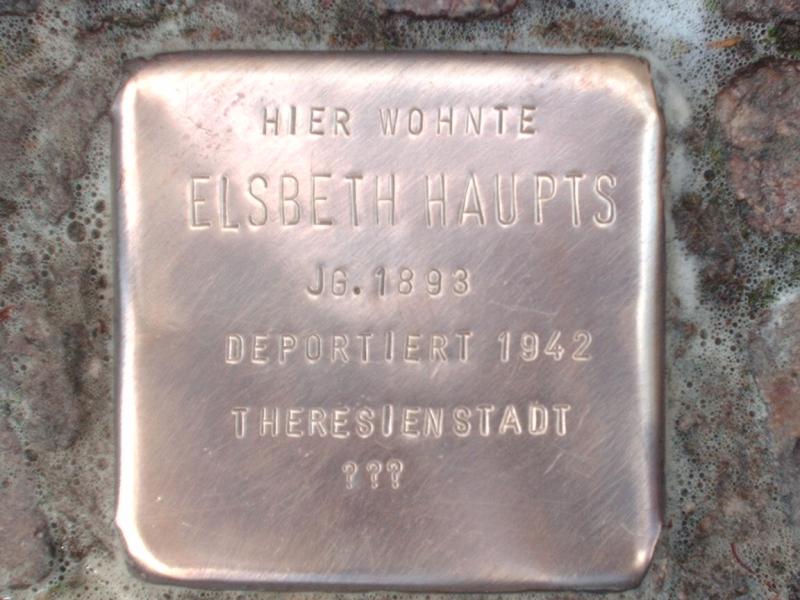 HIER WOHNTE
ELSBETH HAUPTS
JG. 1893
DEPORTIERT 1942
THERESIENSTADT
???